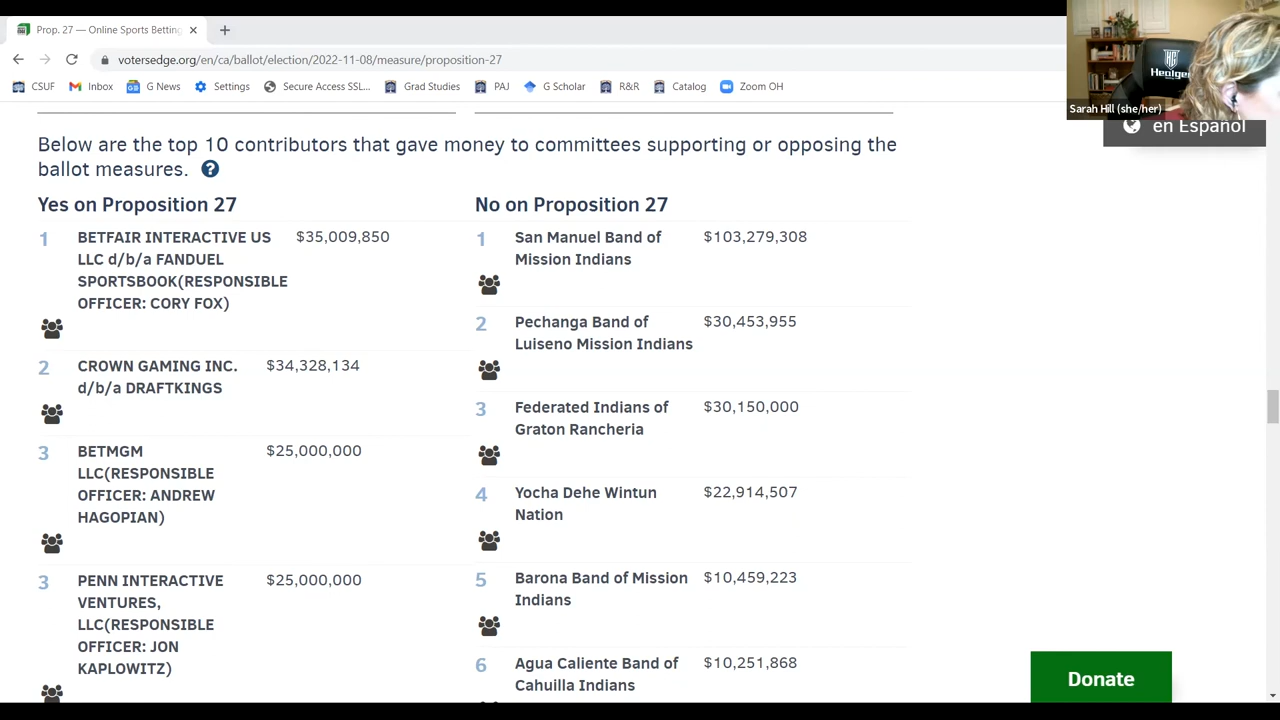 Prop. 27 — Online Sports Betting
votersedge.org/en/ca/ballot/election/2022-11-08/measure/proposition-27
CSUF
Inbox
G News
Settings
Secure Access SSL...
Grad Studies
PAJ
G Scholar
R&R
Catalog
Zoom OH
Sarah Hill (she/her)
en Español
Below are the top 10 contributors that gave money to committees supporting or opposing the
ballot measures. ?
Yes on Proposition 27
1
BETFAIR INTERACTIVE US
$35,009,850
LLC d/b/a FANDUEL
SPORTSBOOK(RESPONSIBLE
OFFICER: CORY FOX)
2
CROWN GAMING INC.
$34,328,134
d/b/a DRAFTKINGS
3
BETMGM
$25,000,000
LLC(RESPONSIBLE
OFFICER: ANDREW
HAGOPIAN)
3
PENN INTERACTIVE
$25,000,000
VENTURES,
LLC(RESPONSIBLE
OFFICER: JON
KAPLOWITZ)
No on Proposition 27
1
San Manuel Band of
$103,279,308
Mission Indians
2
Pechanga Band of
$30,453,955
Luiseno Mission Indians
3
Federated Indians of
$30,150,000
Graton Rancheria
4
Yocha Dehe Wintun
$22,914,507
Nation
5
Barona Band of Mission
$10,459,223
Indians
6
Agua Caliente Band of
$10,251,868
Cahuilla Indians
Donate